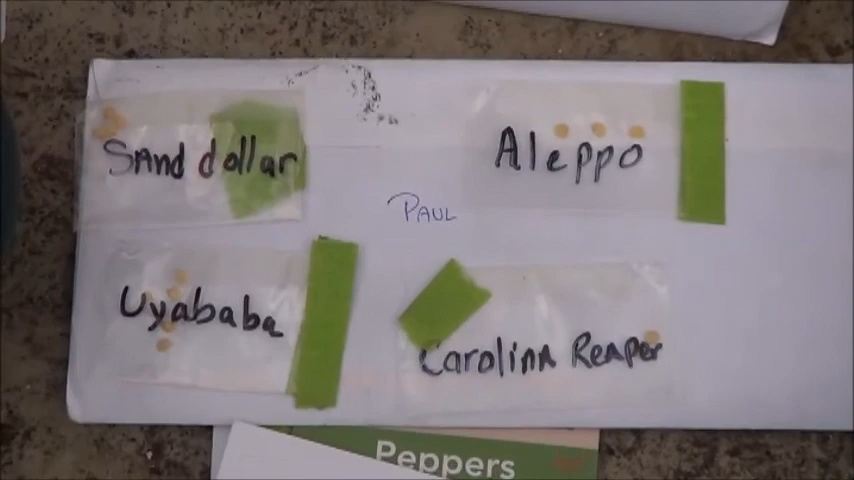 Sand dollar
Aleppo
PAUL
Uyababa
Carolina Reaper
Peppers